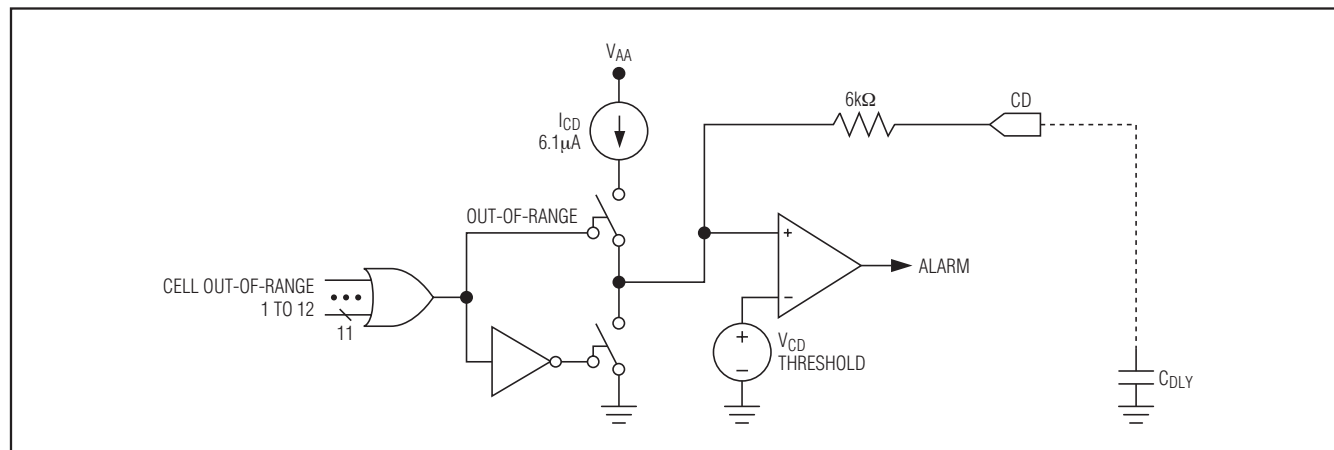 VAA
ICD
6.1µA
6kΩ
CD
OUT-OF-RANGE
CELL OUT-OF-RANGE
1 TO 12
11
+
−
ALARM
+
−
VCD
THRESHOLD
CDLY